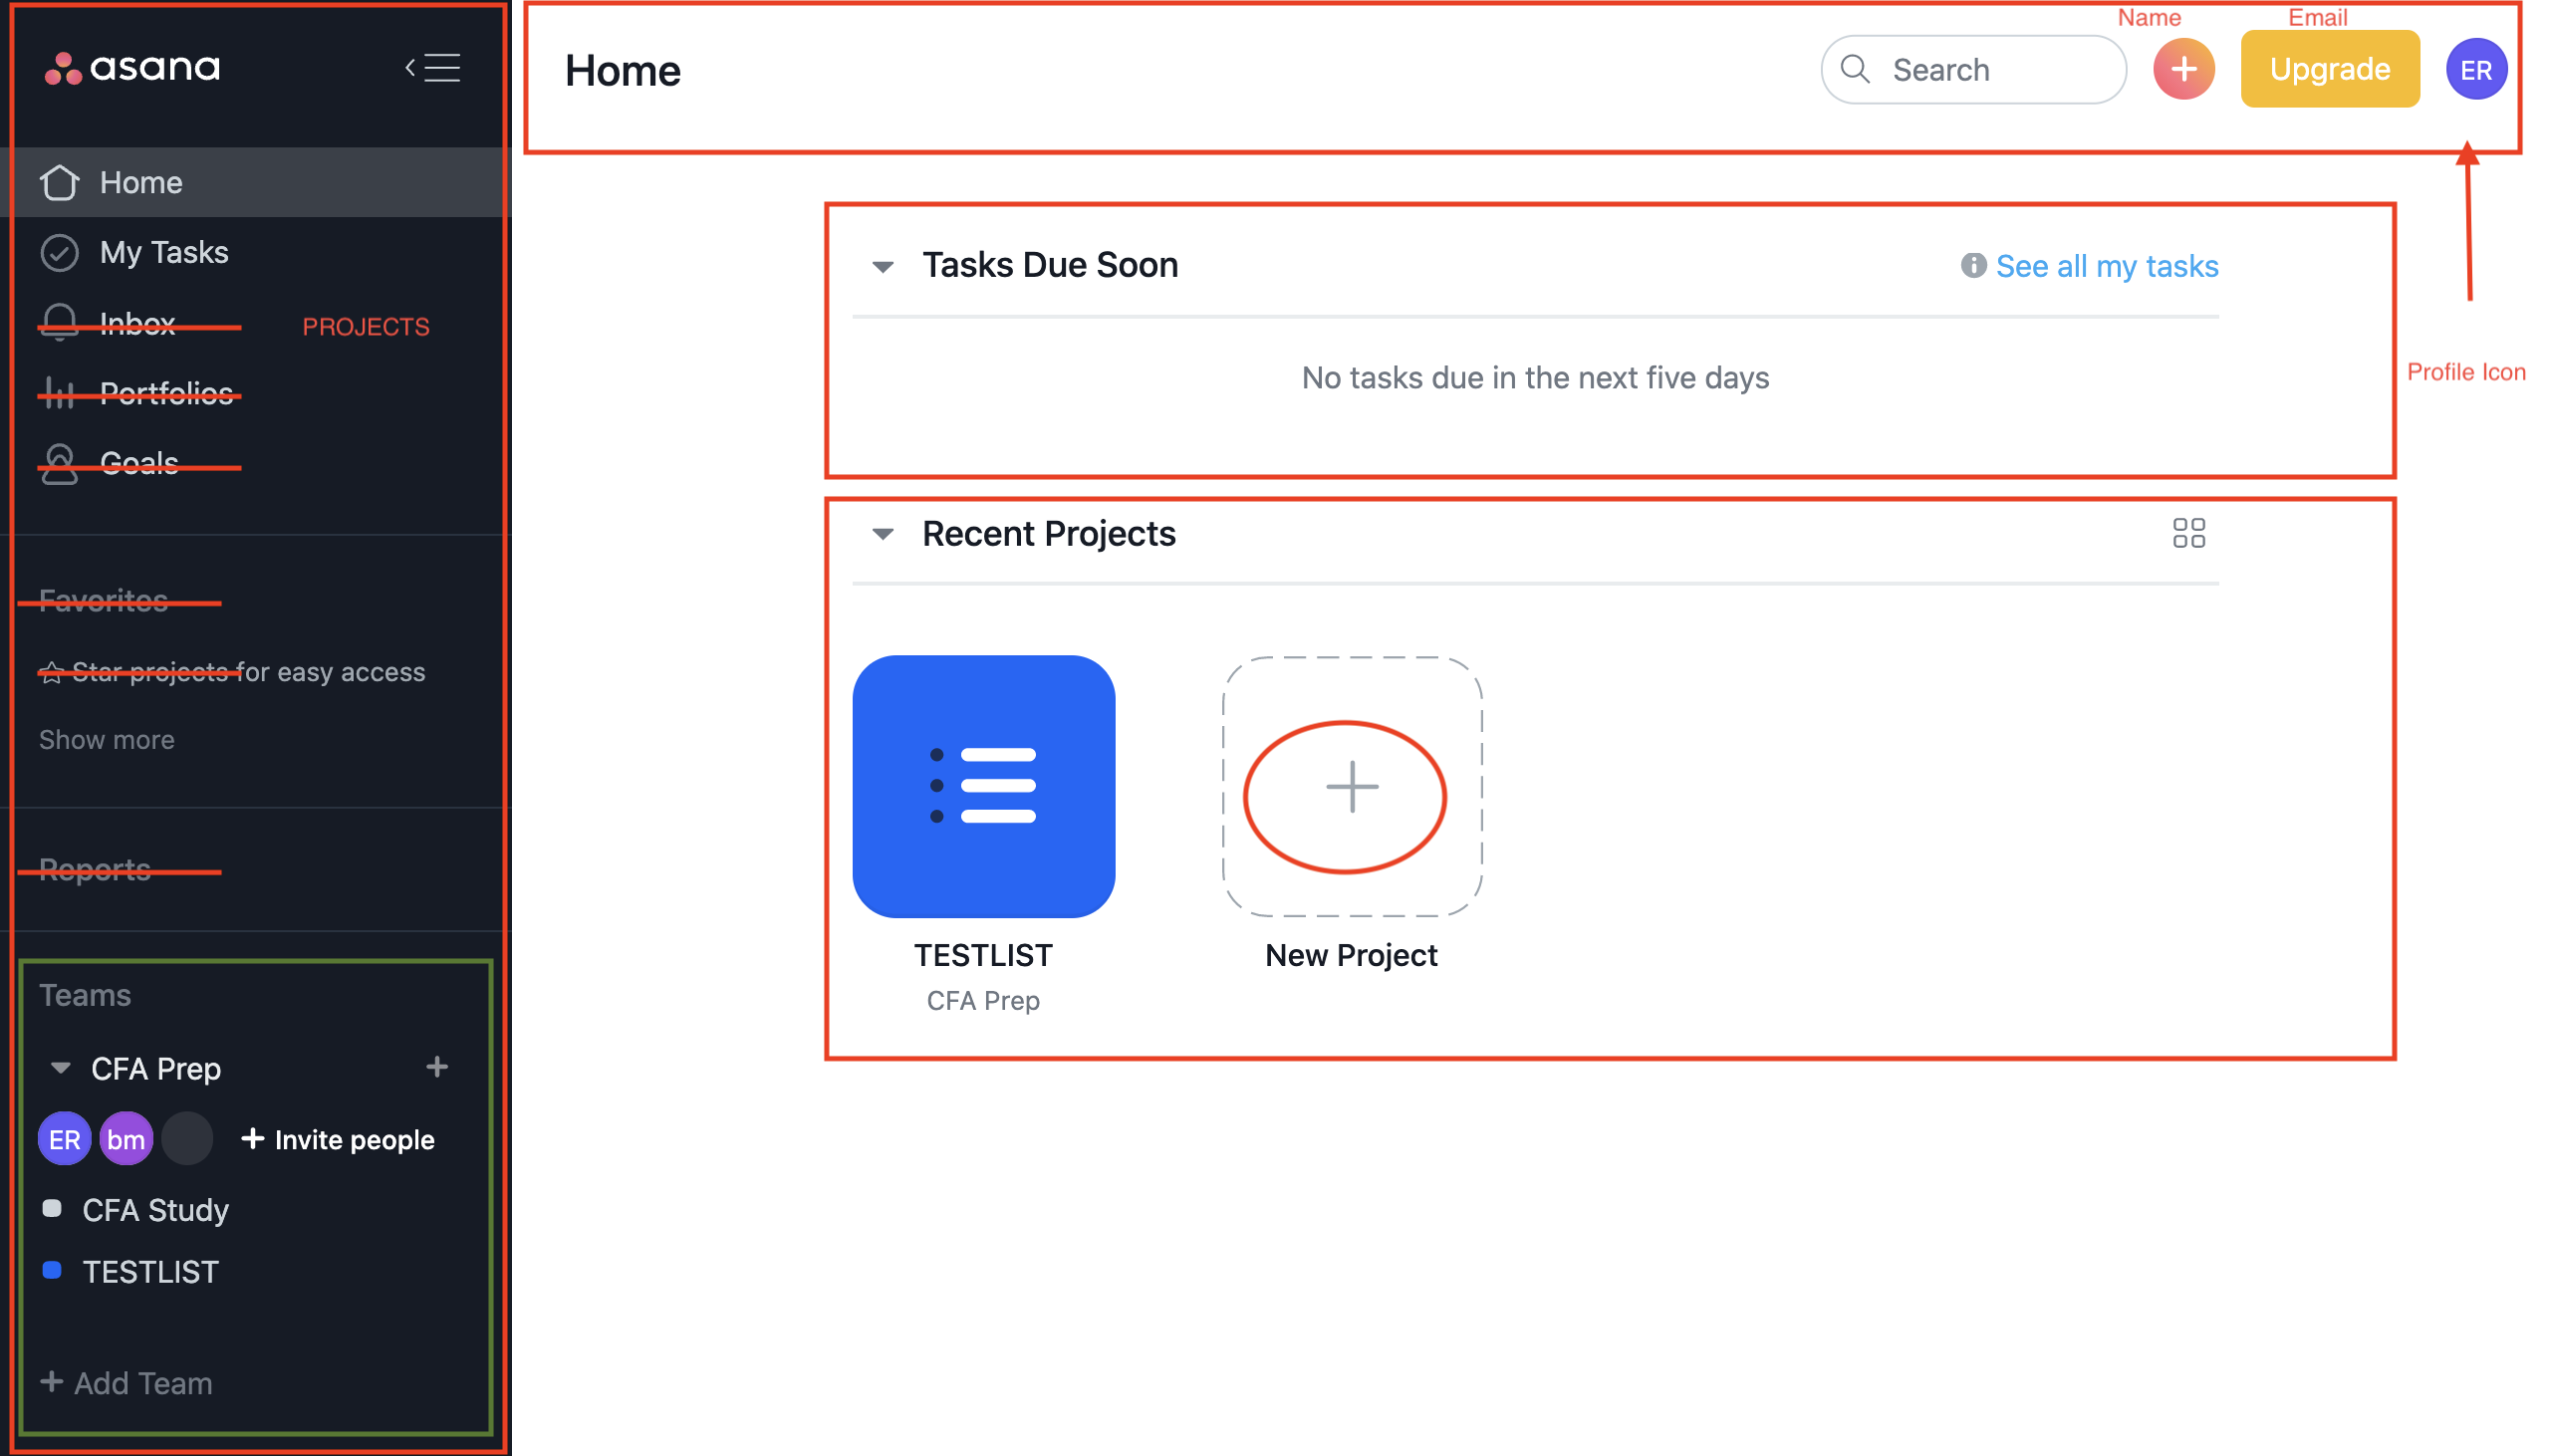 asana
Home
My Tasks
Inbox PROJECTS
Portfolios
Goals
Favorites
Star projects for easy access
Show more
Reports
Teams
CFA Prep
ER bm + Invite people
CFA Study
TESTLIST
+ Add Team
Name Email
Home Search + Upgrade ER
Profile Icon
Tasks Due Soon See all my tasks
No tasks due in the next five days
Recent Projects
TESTLIST New Project
CFA Prep